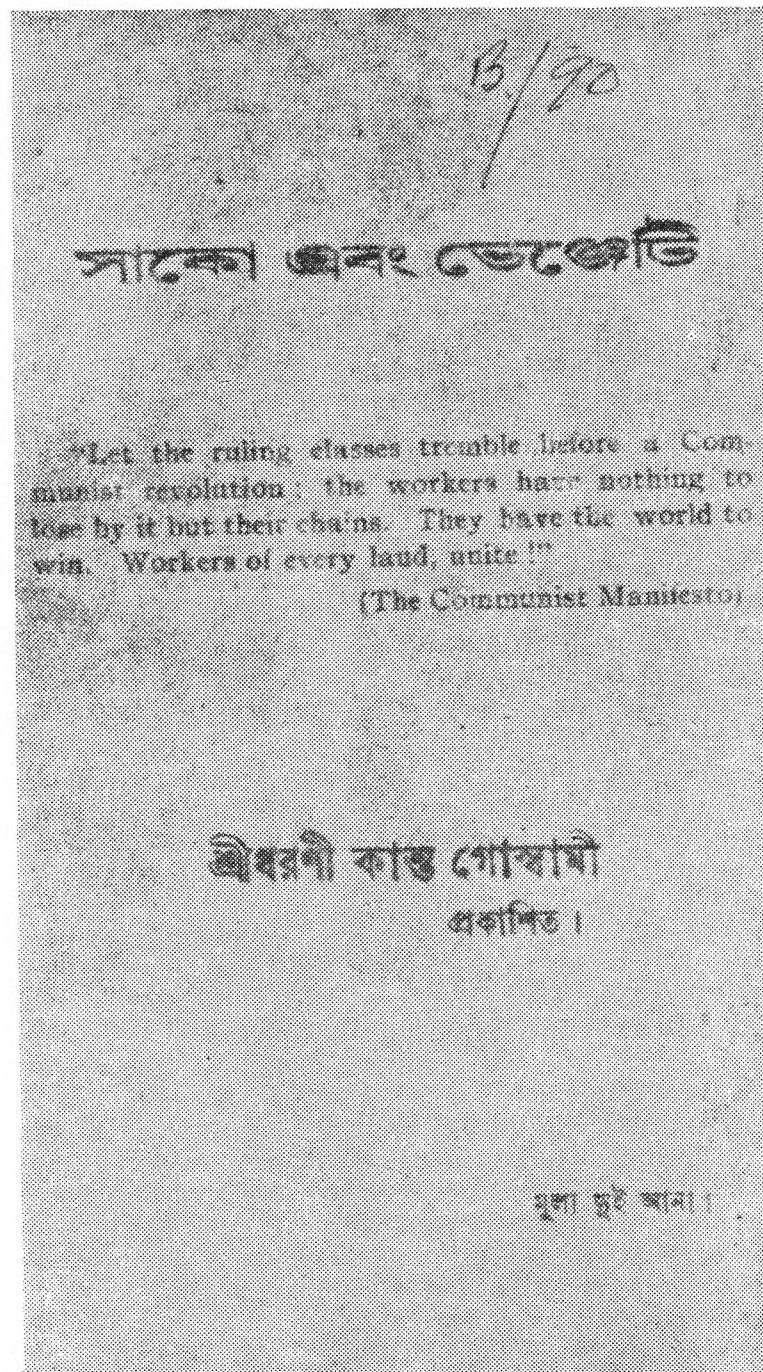 B/90
সাকো এবং ভেঞ্জেটি
"Let the ruling classes tremble before a Com-
munist revolution ; the workers have nothing to
lose by it but their chains. They have the world to
win. Workers of every land, unite !"
(The Communist Manifesto)
শ্রীধরণী কান্ত গোস্বামী
প্রকাশিত।
মূল্য দুই আনা।